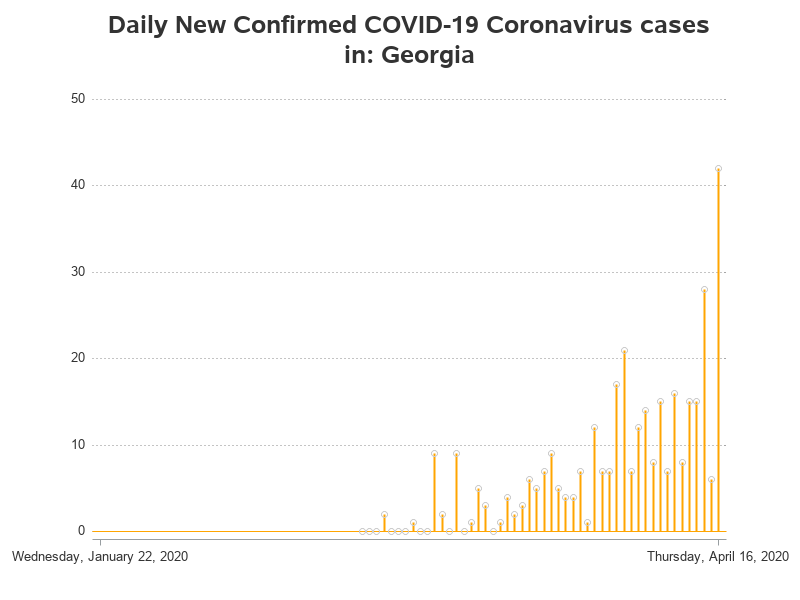 Daily New Confirmed COVID-19 Coronavirus cases
in: Georgia
50
40
30
20
10
0
Wednesday, January 22, 2020
Thursday, April 16, 2020